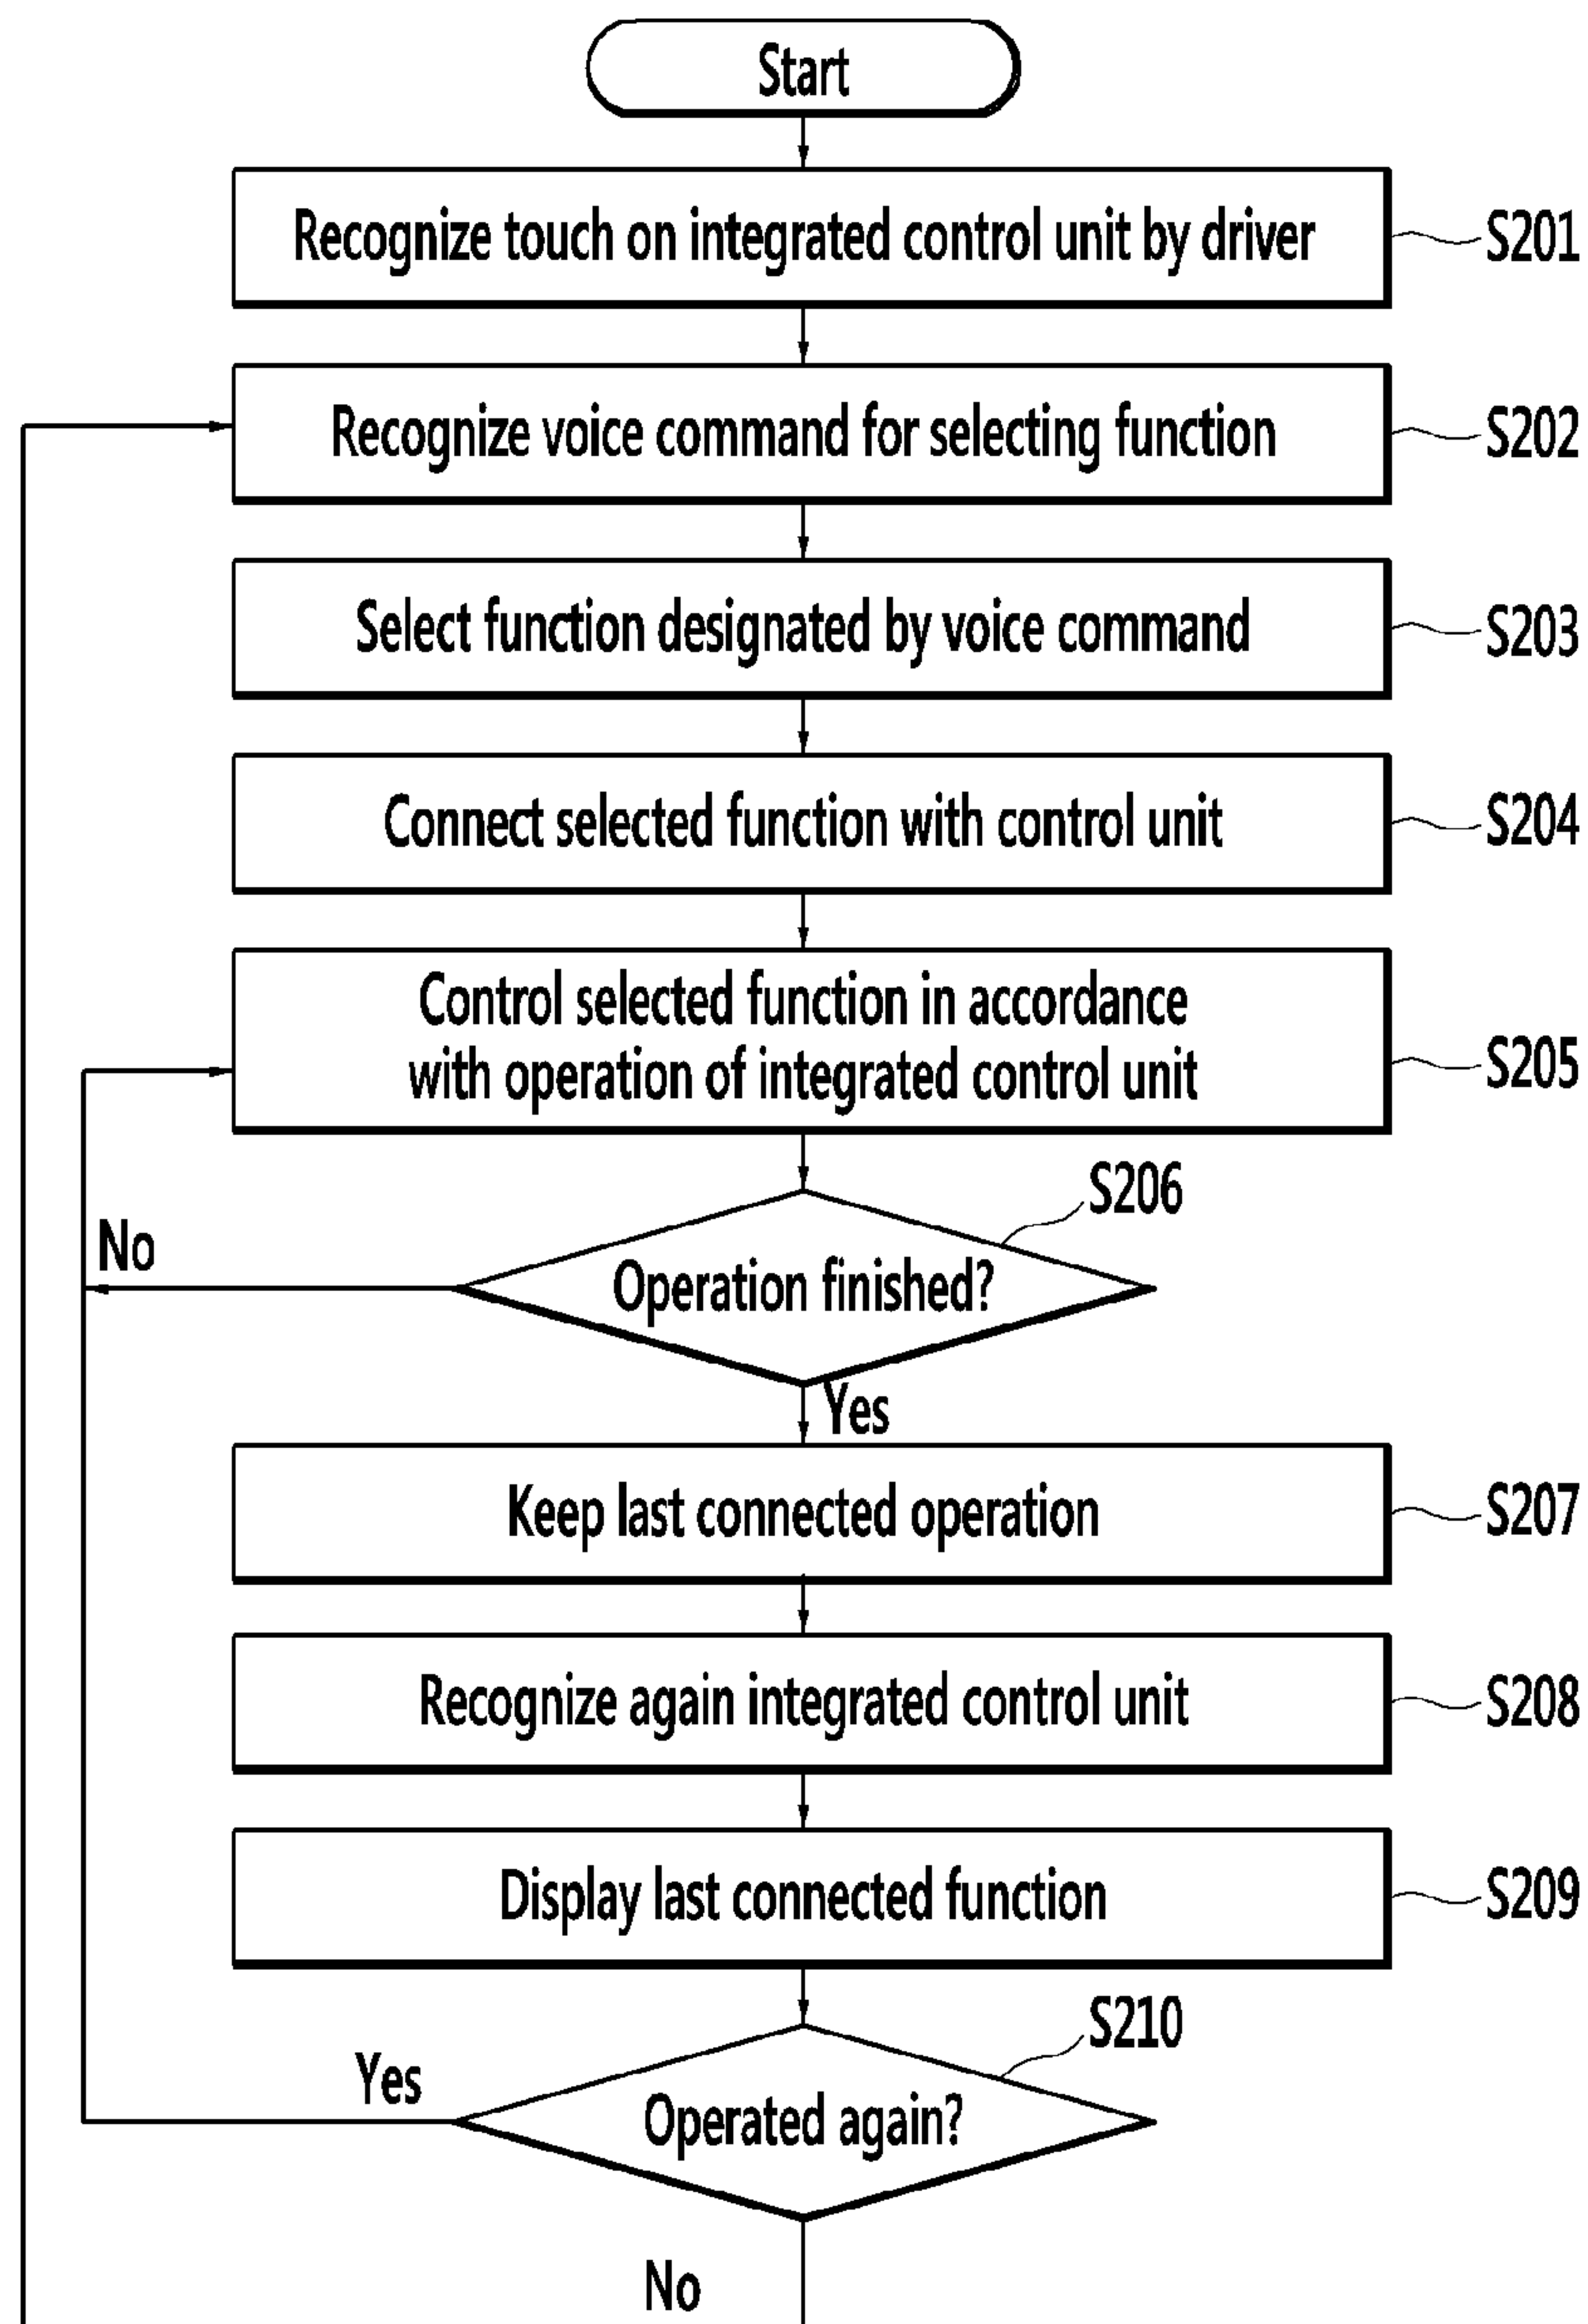 Start
Recognize touch on integrated control unit by driver
S201
Recognize voice command for selecting function
S202
Select function designated by voice command
S203
Connect selected function with control unit
S204
Control selected function in accordance
with operation of integrated control unit
S205
S206
No
Operation finished?
Yes
Keep last connected operation
S207
Recognize again integrated control unit
S208
Display last connected function
S209
S210
Yes
Operated again?
No